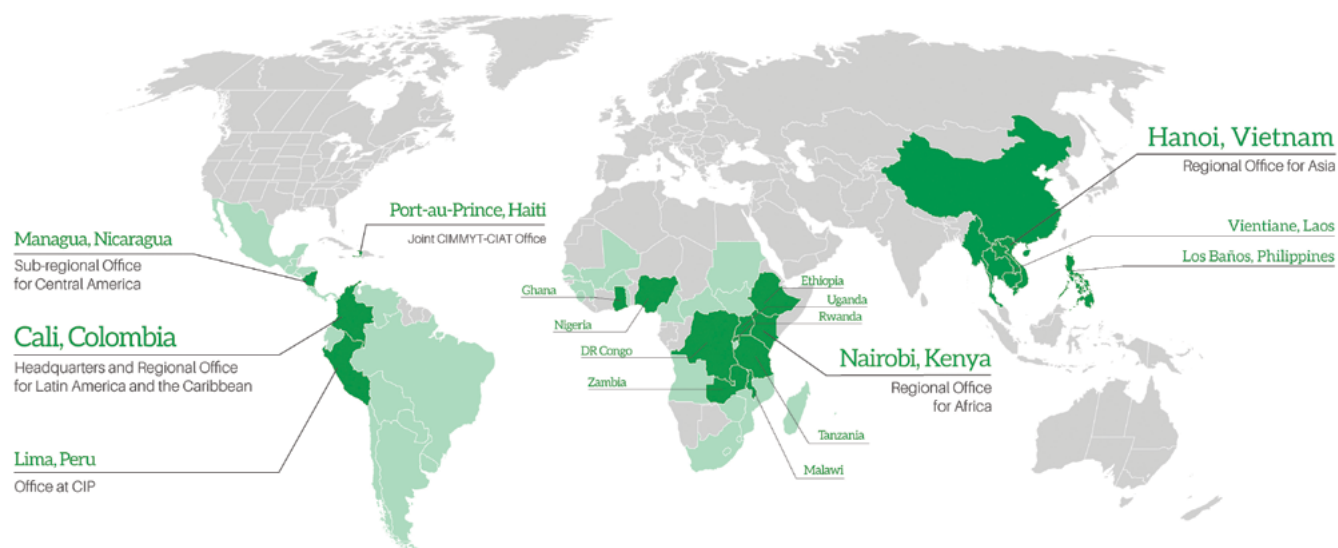 Hanoi, Vietnam
Regional Office for Asia
Port-au-Prince, Haiti
Joint CIMMYT-CIAT Office
Managua, Nicaragua
Sub-regional Office
for Central America
Vientiane, Laos
Los Baños, Philippines
Ghana
Ethiopia
Uganda
Rwanda
Nigeria
Cali, Colombia
Headquarters and Regional Office
for Latin America and the Caribbean
DR Congo
Nairobi, Kenya
Regional Office
for Africa
Zambia
Tanzania
Malawi
Lima, Peru
Office at CIP